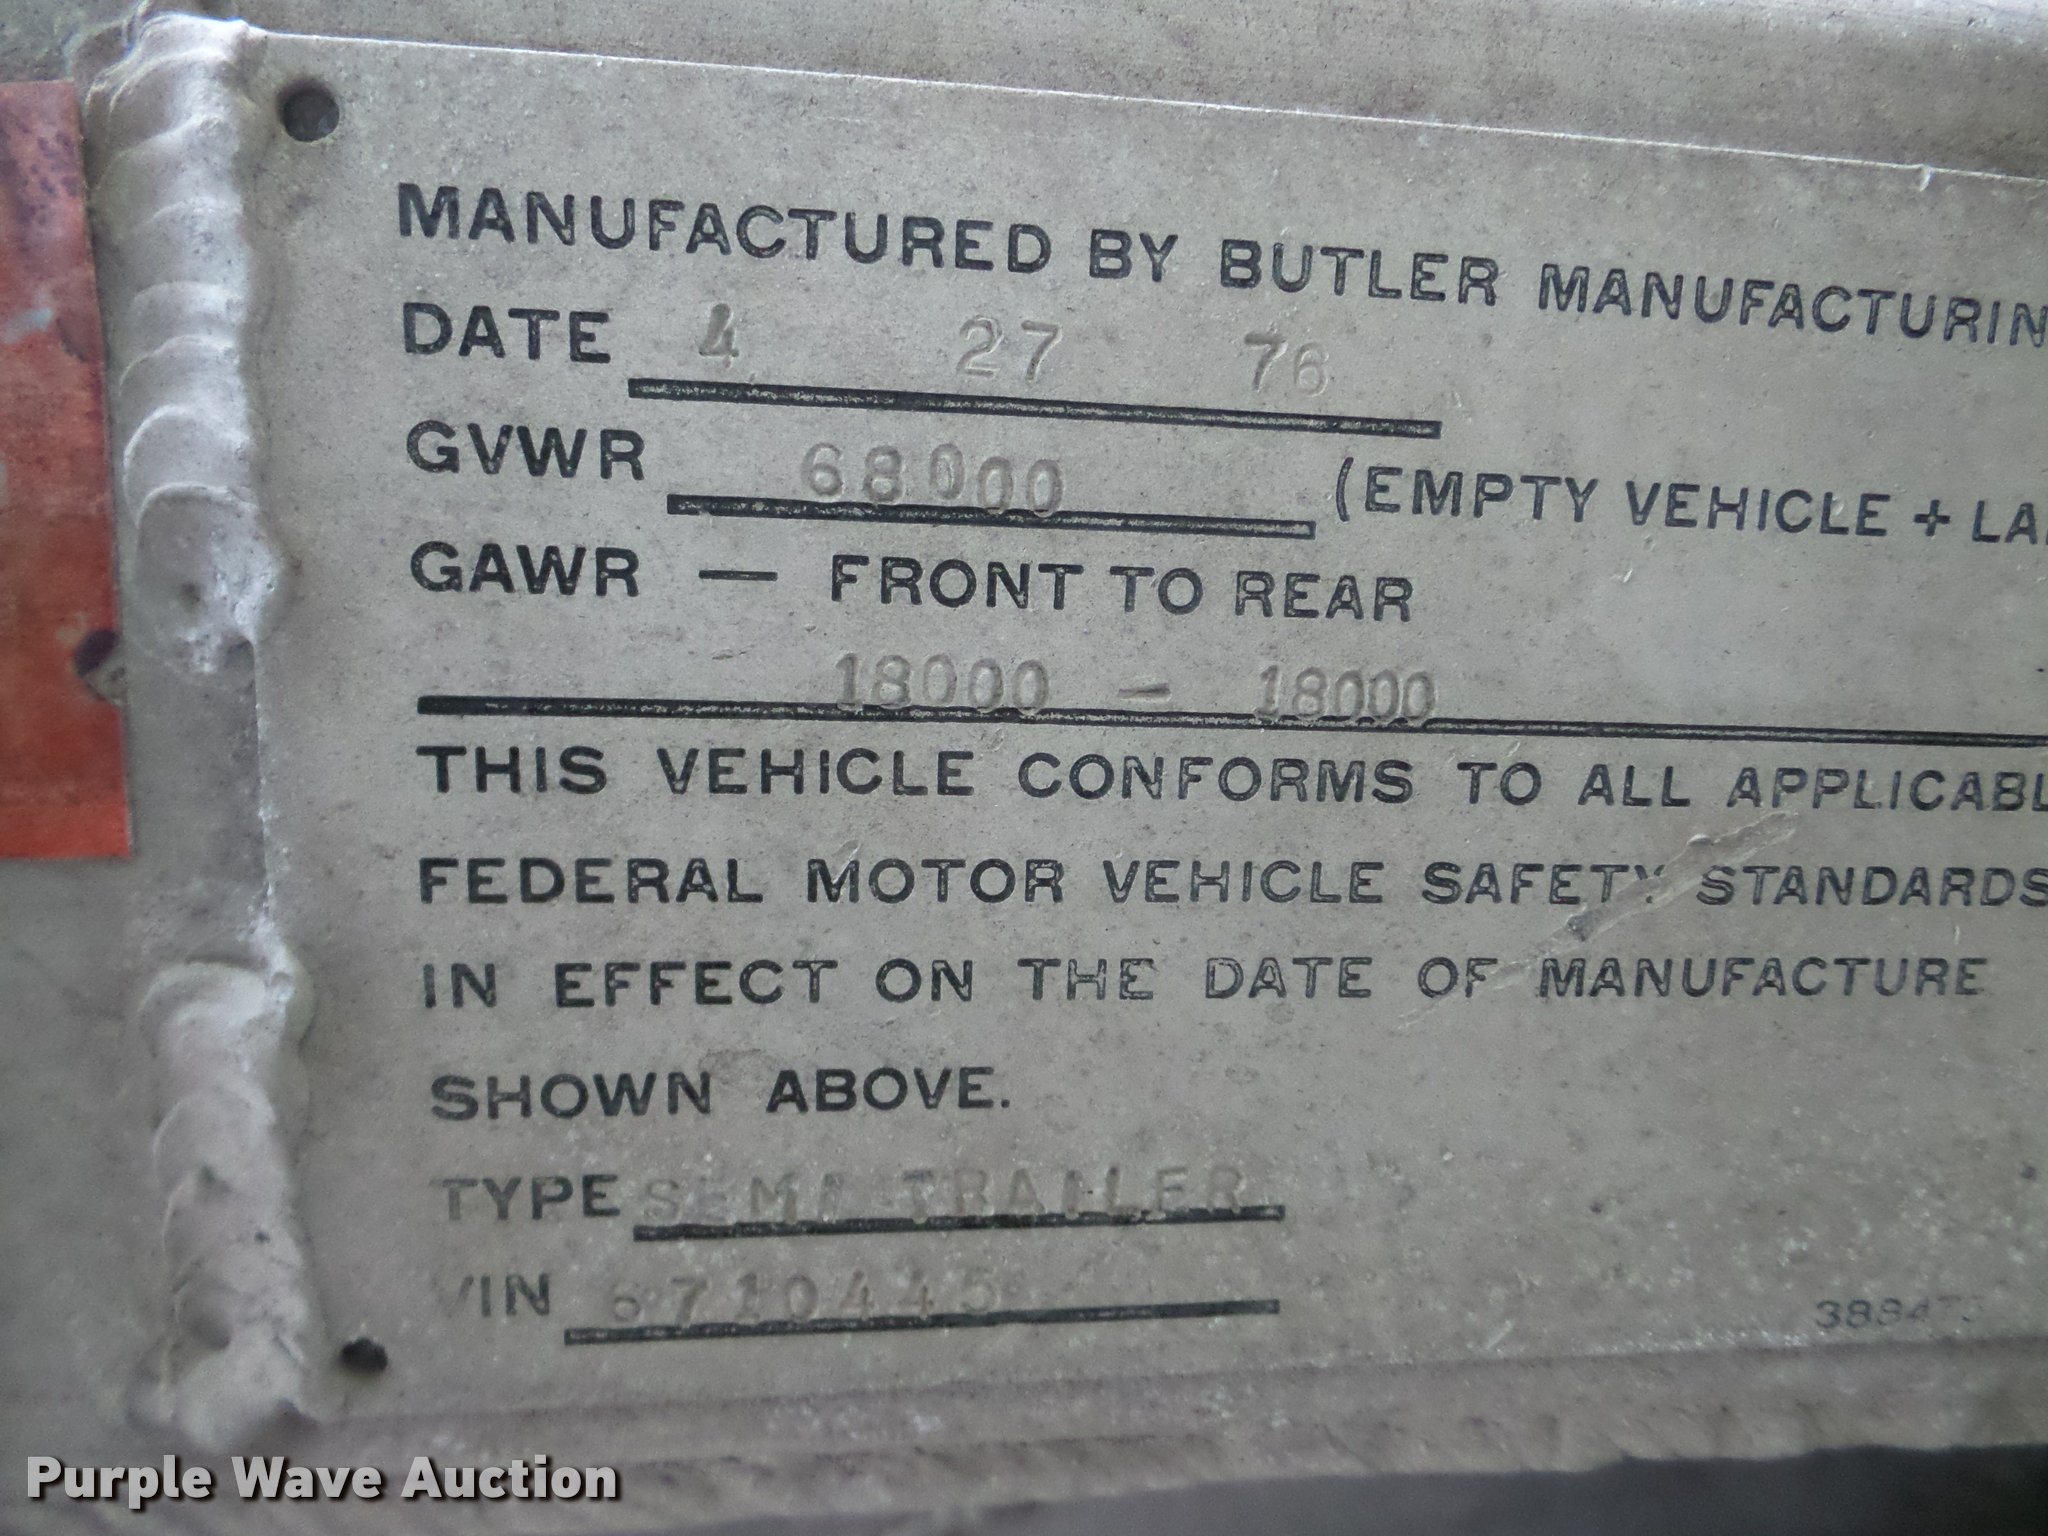 MANUFACTURED BY BUTLER MANUFACTURIN
DATE 4 27 76
GVWR 68000 (EMPTY VEHICLE + LA
GAWR — FRONT TO REAR
18000 — 18000
THIS VEHICLE CONFORMS TO ALL APPLICABL
FEDERAL MOTOR VEHICLE SAFETY STANDARDS
IN EFFECT ON THE DATE OF MANUFACTURE
SHOWN ABOVE.
TYPE SEMI-TRAILER
VIN 6710445
Purple Wave Auction